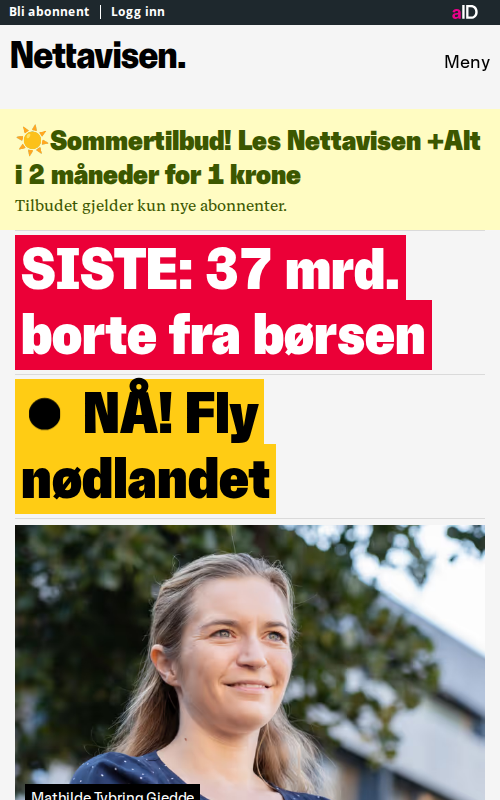 Bli abonnent | Logg inn
aID
Nettavisen.
Meny
☀️Sommertilbud! Les Nettavisen +Alt
i 2 måneder for 1 krone
Tilbudet gjelder kun nye abonnenter.
SISTE: 37 mrd.
borte fra børsen
● NÅ! Fly
nødlandet
Mathilde Tybring Gjedde